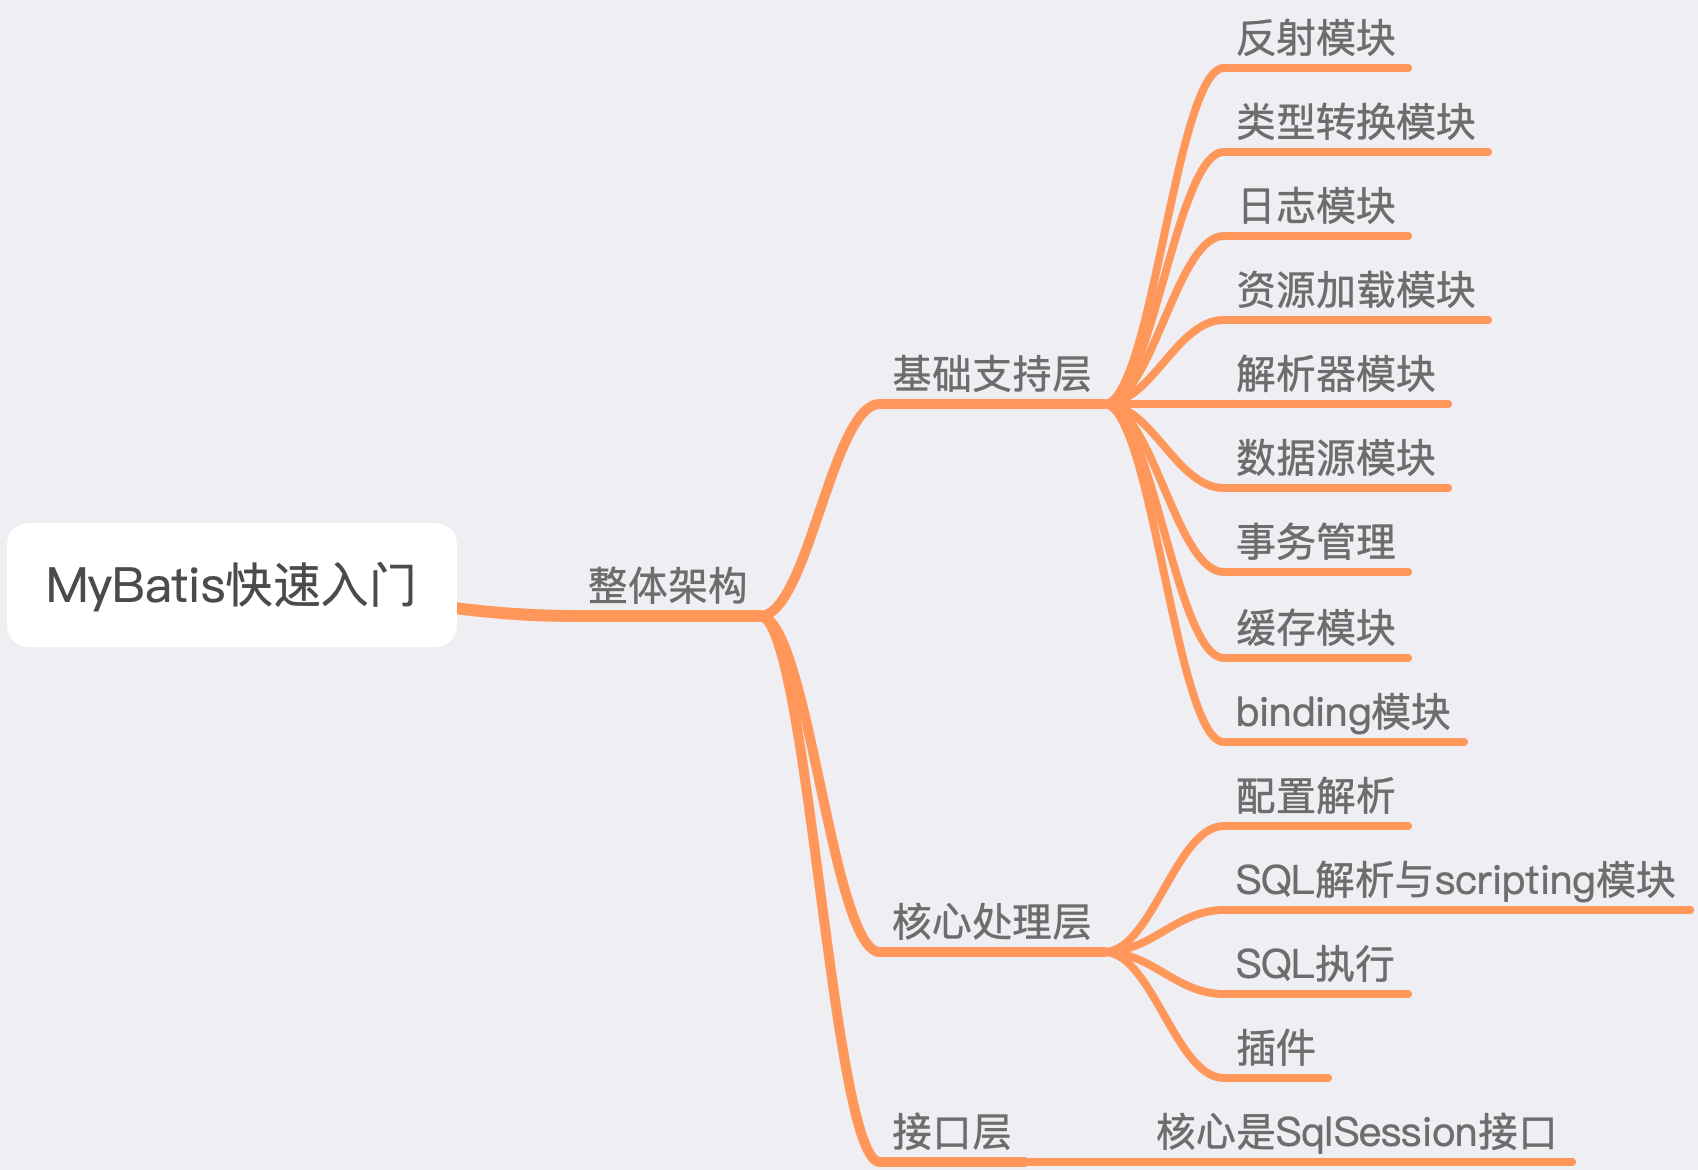 MyBatis快速入门
整体架构
基础支持层
反射模块
类型转换模块
日志模块
资源加载模块
解析器模块
数据源模块
事务管理
缓存模块
binding模块
核心处理层
配置解析
SQL解析与scripting模块
SQL执行
插件
接口层
核心是SqlSession接口